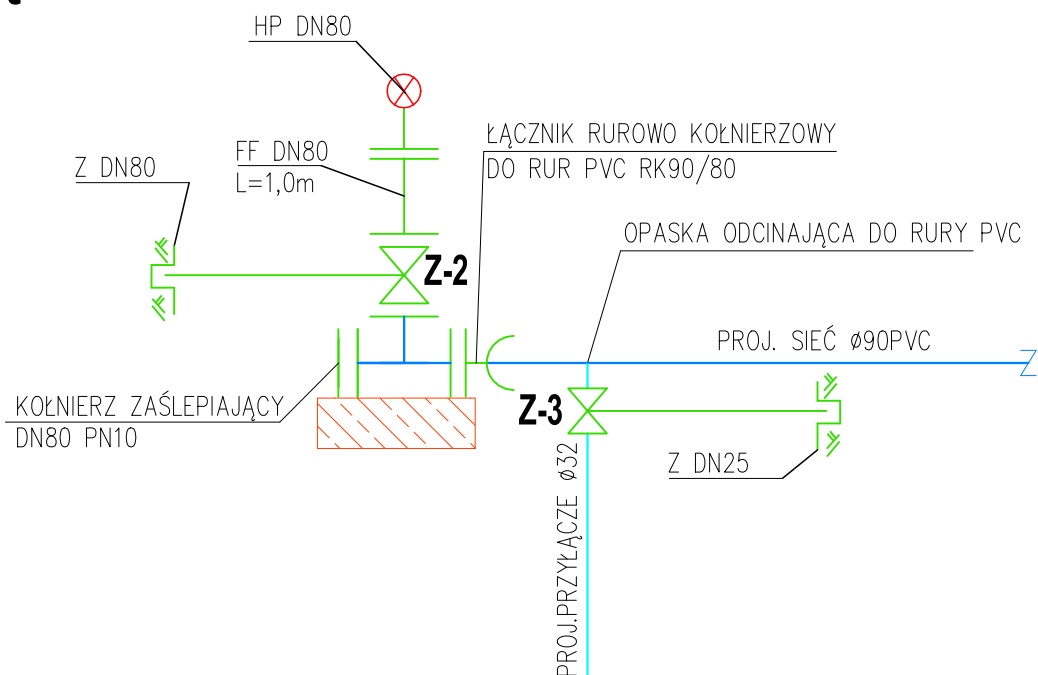 HP DN80
ŁĄCZNIK RUROWO KOŁNIERZOWY
DO RUR PVC RK90/80
FF DN80
L=1,0m
Z DN80
OPASKA ODCINAJĄCA DO RURY PVC
Z-2
PROJ. SIEĆ ø90PVC
Z
KOŁNIERZ ZAŚLEPIAJĄCY
DN80 PN10
Z-3
Z DN25
PROJ.PRZYŁĄCZE ø32